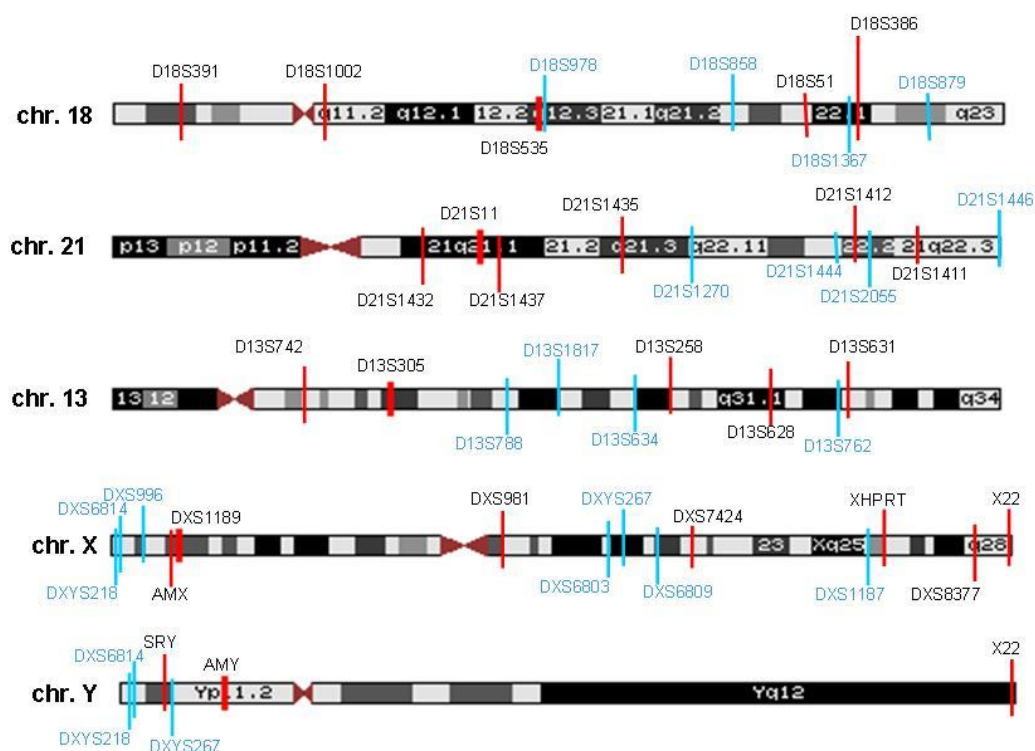 D18S386
D18S391
D18S1002
D18S978
D18S858
D18S51
D18S879
chr. 18
q11.2
q12.1
12.2
12.3
21.1
q21.2
22
1
q23
D18S535
D18S1367
D21S11
D21S1435
D21S1412
D21S1446
chr. 21
p13
p12
p11.2
21q21
1
21.2
q21.3
q22.11
22.2
21q22.3
D21S1432
D21S1437
D21S1270
D21S1444
D21S2055
D21S1411
D13S742
D13S305
D13S1817
D13S258
D13S631
chr. 13
13
12
q31.1
q34
D13S788
D13S634
D13S628
D13S762
DXS996
DXS6814
DXS1189
DXS981
DXYS267
DXS7424
XHPRT
X22
chr. X
23
Xq25
q28
DXYS218
AMX
DXS6803
DXS6809
DXS1187
DXS8377
SRY
DXS6814
AMY
X22
chr. Y
Yp11.2
Yq12
DXYS218
DXYS267